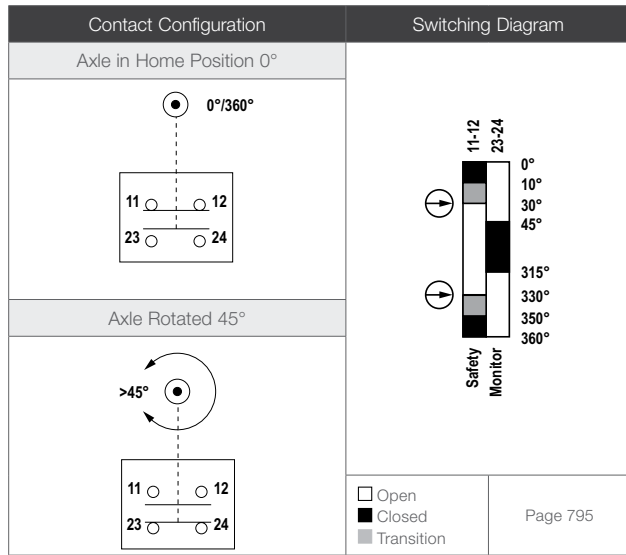 Contact Configuration
Switching Diagram
Axle in Home Position 0°
0°/360°
11 12
23 24
Axle Rotated 45°
>45°
11 12
23 24
11-12 23-24
0°
10°
30°
45°
315°
330°
350°
360°
Safety Monitor
Open
Closed
Transition
Page 795